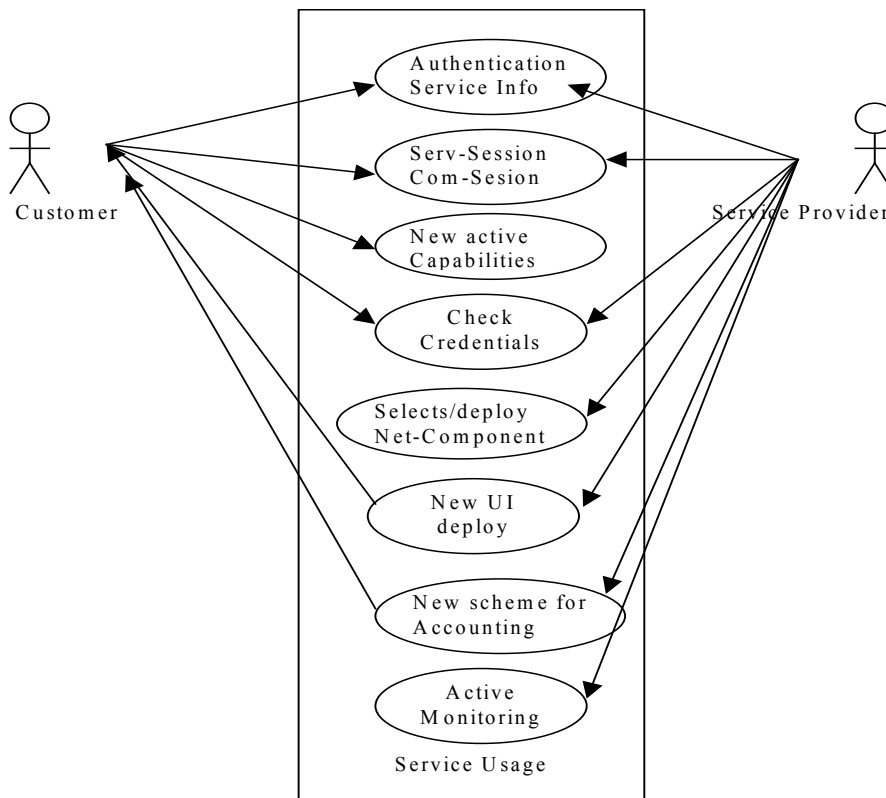 Authentication
Service Info
Serv-Session
Com-Sesion
Customer
Service Provider
New active
Capabilities
Check
Credentials
Selects/deploy
Net-Component
New UI
deploy
New scheme for
Accounting
Active
Monitoring
Service Usage